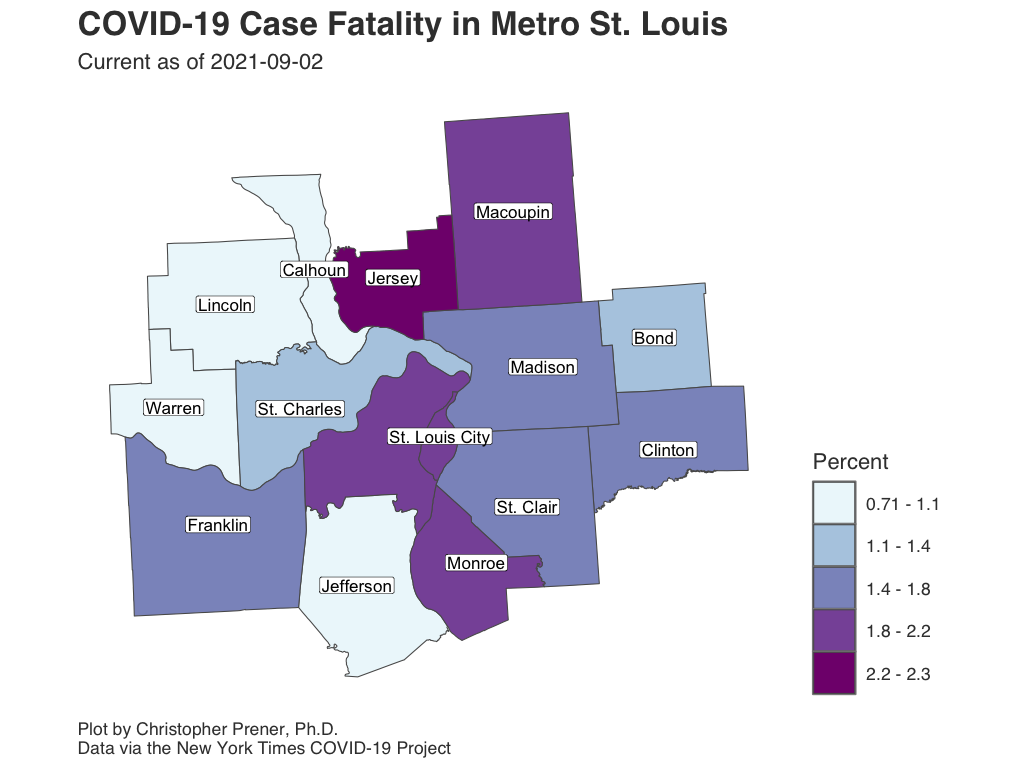 COVID-19 Case Fatality in Metro St. Louis
Current as of 2021-09-02
Macoupin
Calhoun
Jersey
Lincoln
Bond
Madison
Warren
St. Charles
St. Louis City
Clinton
St. Clair
Franklin
Monroe
Jefferson
Percent
0.71 - 1.1
1.1 - 1.4
1.4 - 1.8
1.8 - 2.2
2.2 - 2.3
Plot by Christopher Prener, Ph.D.
Data via the New York Times COVID-19 Project